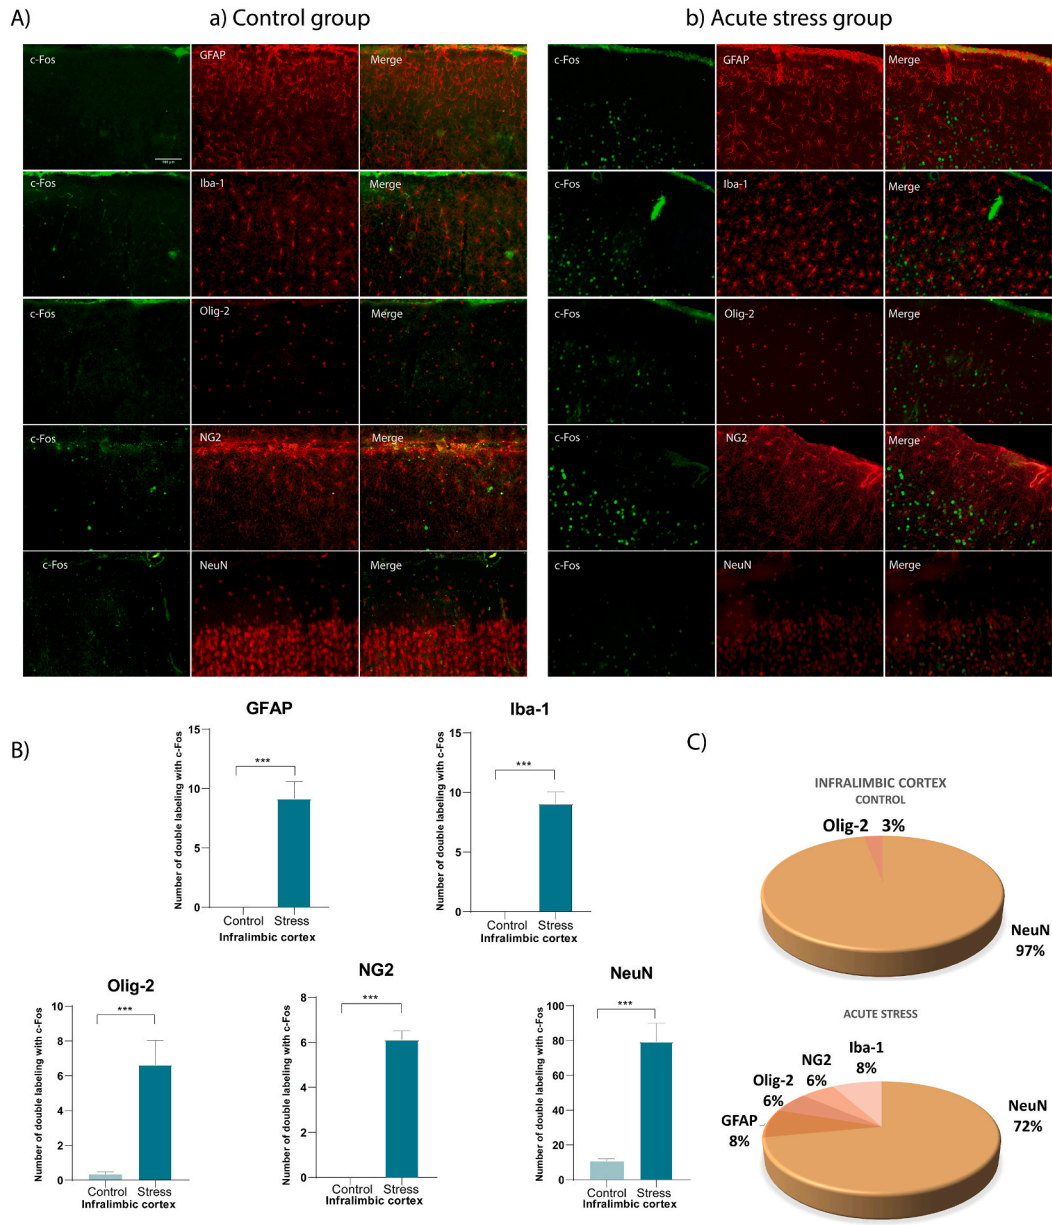 A)
a) Control group
b) Acute stress group
c-Fos
GFAP
Merge
c-Fos
GFAP
Merge
c-Fos
Iba-1
Merge
c-Fos
Iba-1
Merge
c-Fos
Olig-2
Merge
c-Fos
Olig-2
Merge
c-Fos
NG2
Merge
c-Fos
NG2
Merge
c-Fos
NeuN
Merge
c-Fos
NeuN
Merge
B)
GFAP
Number of double labeling with c-Fos
15
10
5
0
***
Control
Stress
Infralimbic cortex
Iba-1
Number of double labeling with c-Fos
15
10
5
0
***
Control
Stress
Infralimbic cortex
Olig-2
Number of double labeling with c-Fos
10
8
6
4
2
0
***
Control
Stress
Infralimbic cortex
NG2
Number of double labeling with c-Fos
8
6
4
2
0
***
Control
Stress
Infralimbic cortex
NeuN
Number of double labeling with c-Fos
100
80
60
40
20
0
***
Control
Stress
Infralimbic cortex
C)
INFRALIMBIC CORTEX
CONTROL
Olig-2 3%
NeuN
97%
ACUTE STRESS
Iba-1
8%
NG2
6%
Olig-2
6%
GFAP
8%
NeuN
72%